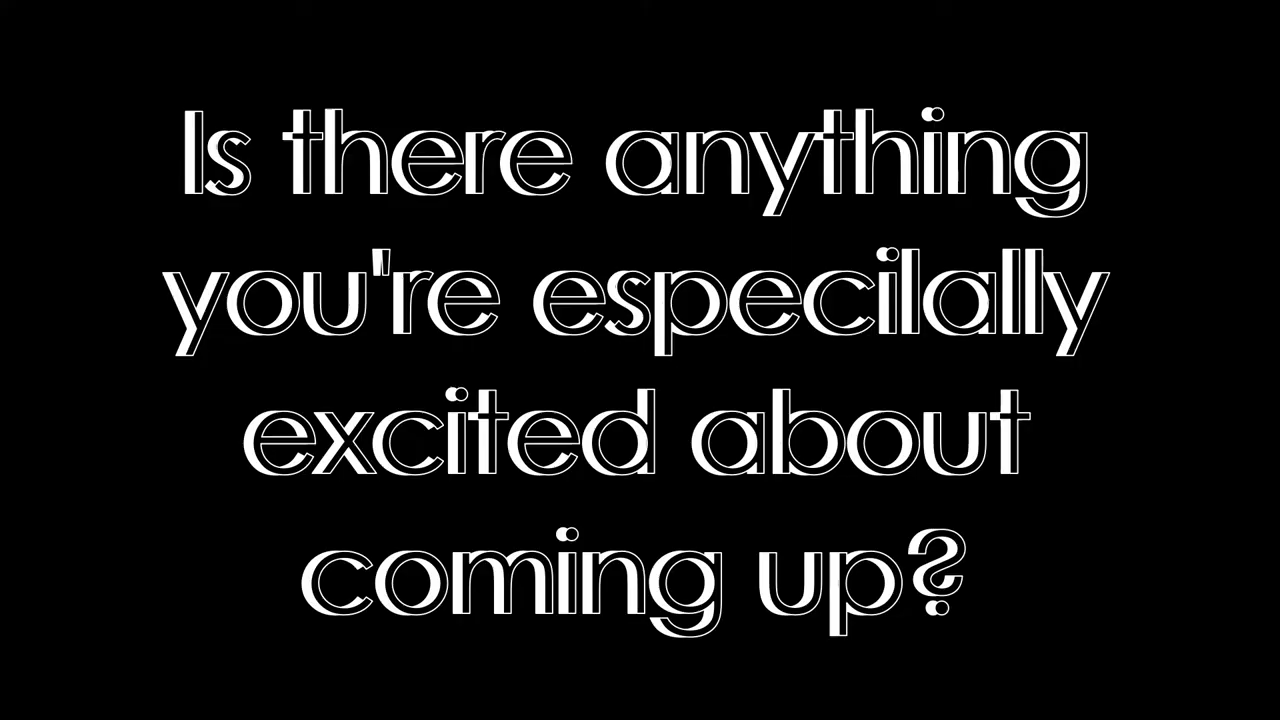 Is there anything
you're especilally
excited about
coming up?